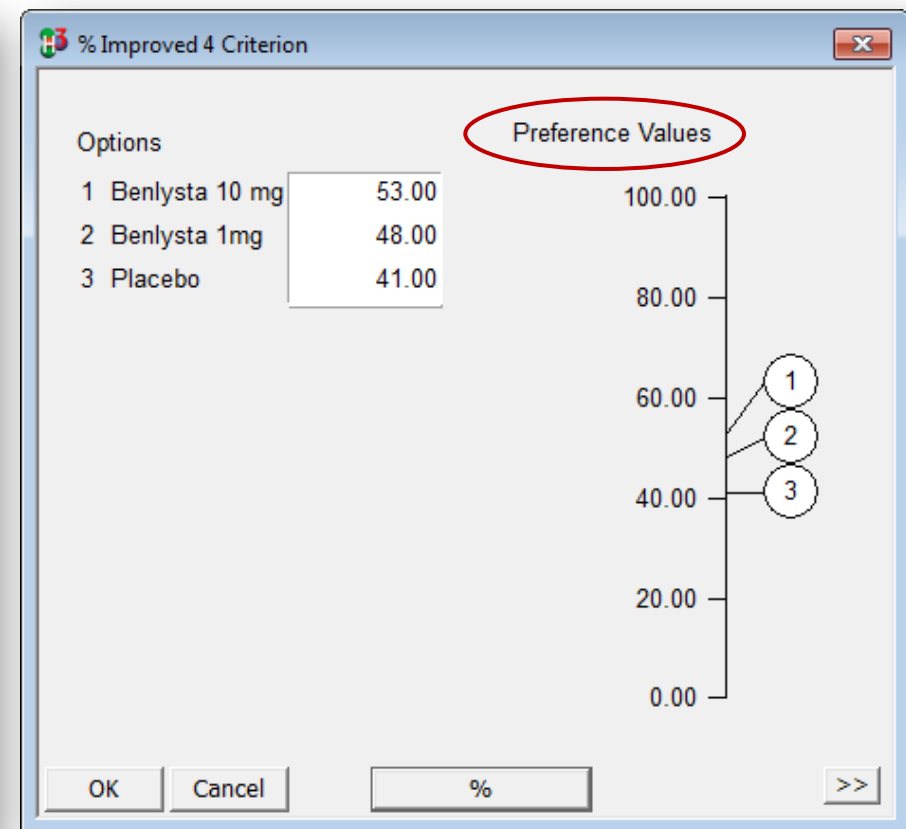 % Improved 4 Criterion
Options
Preference Values
1 Benlysta 10 mg 53.00
2 Benlysta 1mg 48.00
3 Placebo 41.00
100.00
80.00
60.00
40.00
20.00
0.00
1
2
3
OK Cancel % >>